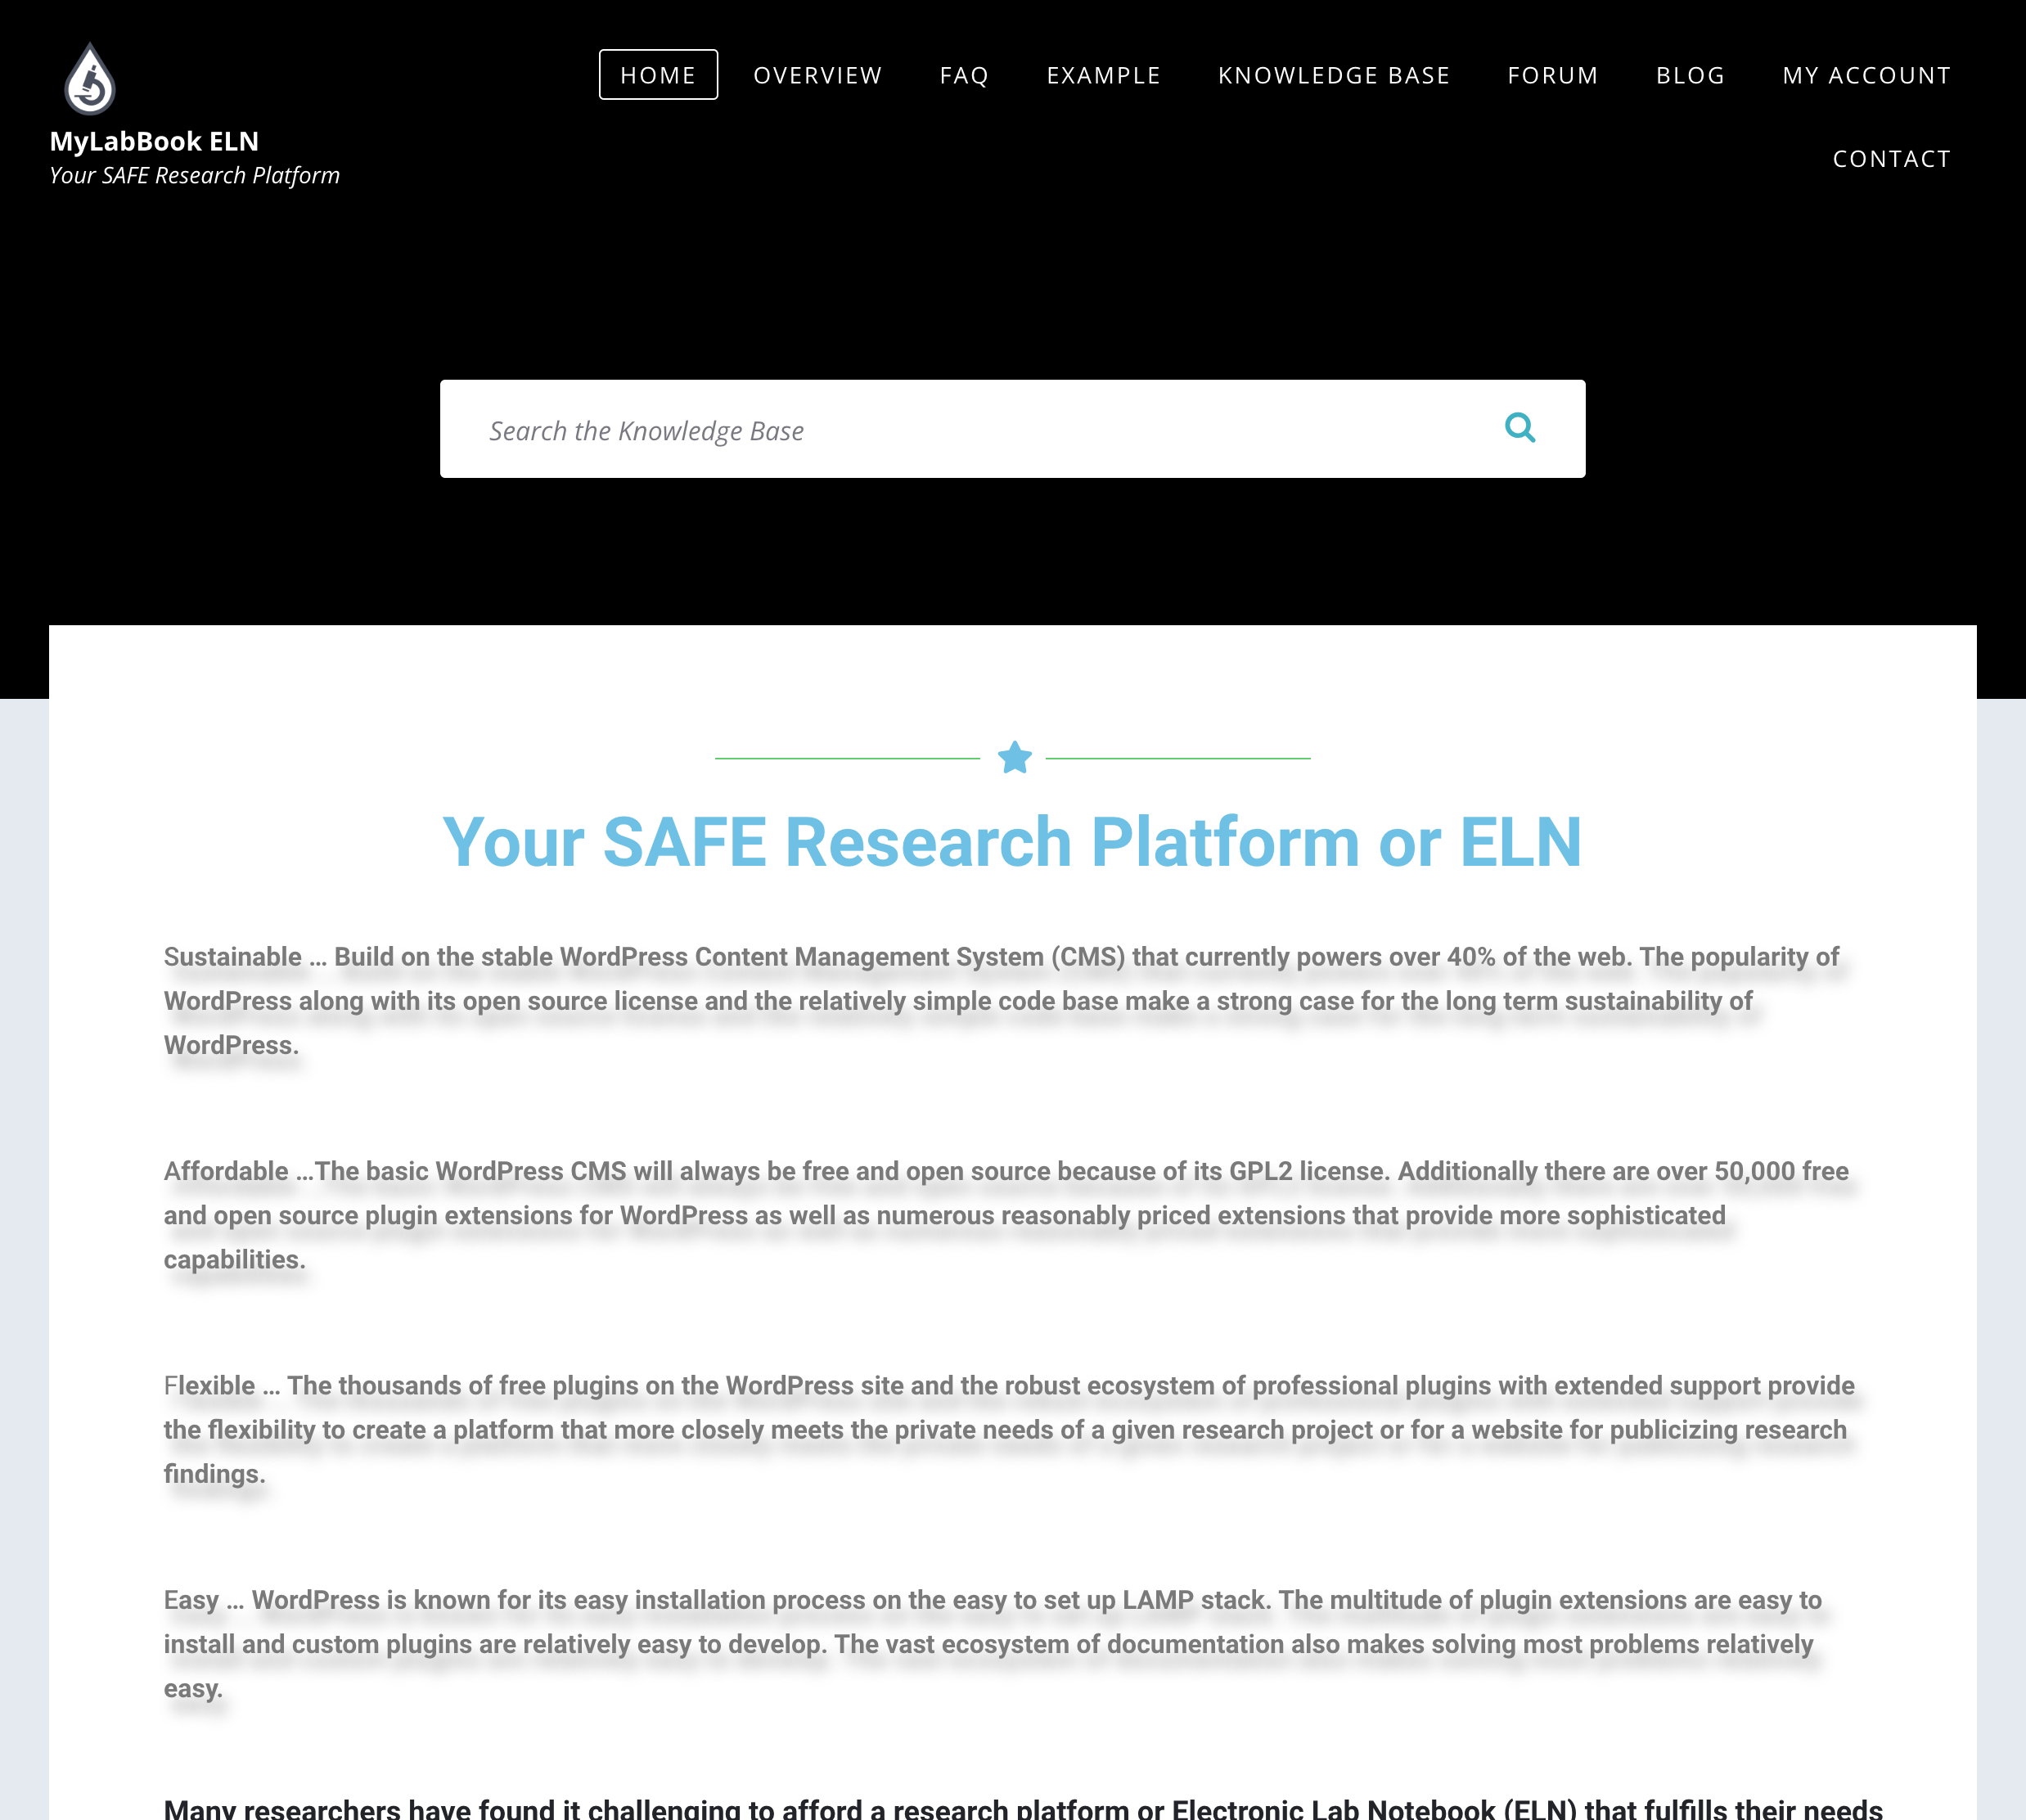 HOME OVERVIEW FAQ EXAMPLE KNOWLEDGE BASE FORUM BLOG MY ACCOUNT
CONTACT
MyLabBook ELN
Your SAFE Research Platform
Search the Knowledge Base
Your SAFE Research Platform or ELN
Sustainable … Build on the stable WordPress Content Management System (CMS) that currently powers over 40% of the web. The popularity of
WordPress along with its open source license and the relatively simple code base make a strong case for the long term sustainability of
WordPress.
Affordable …The basic WordPress CMS will always be free and open source because of its GPL2 license. Additionally there are over 50,000 free
and open source plugin extensions for WordPress as well as numerous reasonably priced extensions that provide more sophisticated
capabilities.
Flexible … The thousands of free plugins on the WordPress site and the robust ecosystem of professional plugins with extended support provide
the flexibility to create a platform that more closely meets the private needs of a given research project or for a website for publicizing research
findings.
Easy … WordPress is known for its easy installation process on the easy to set up LAMP stack. The multitude of plugin extensions are easy to
install and custom plugins are relatively easy to develop. The vast ecosystem of documentation also makes solving most problems relatively
easy.
Many researchers have found it challenging to afford a research platform or Electronic Lab Notebook (ELN) that fulfills their needs